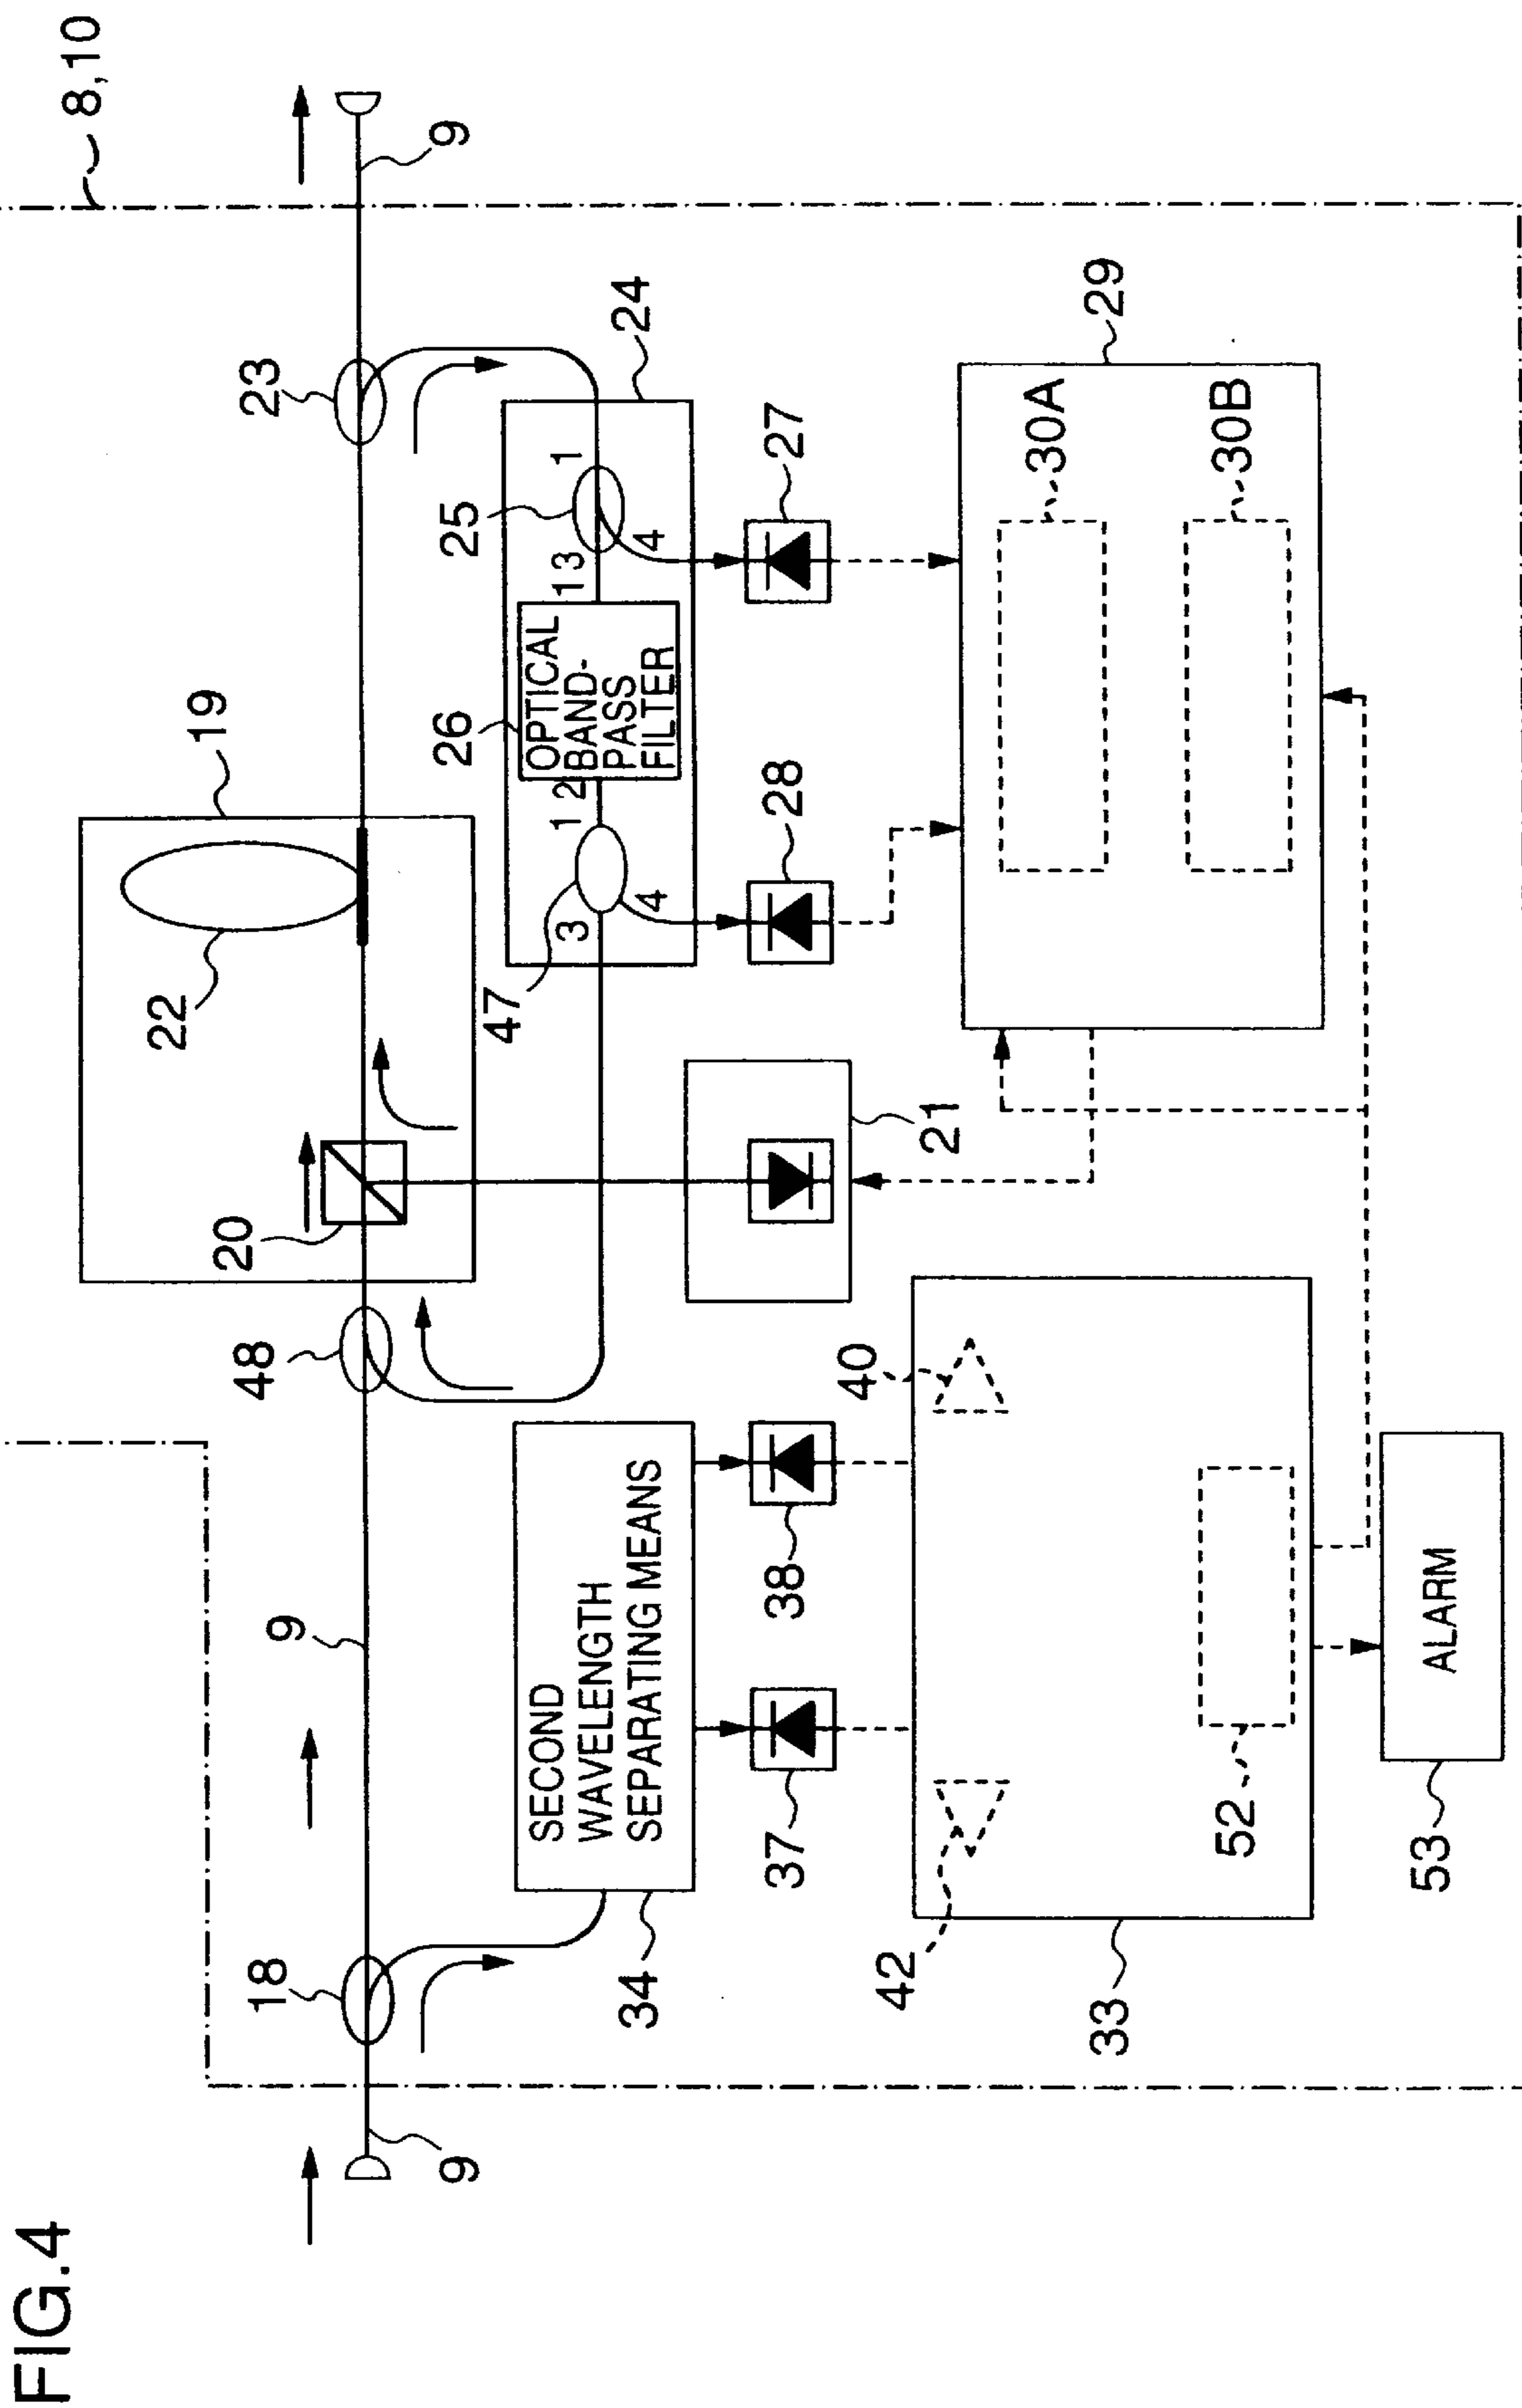 FIG.4
8,10
9
23
24
19
25
1
4
13
26
OPTICAL
BAND-
PASS
FILTER
12
47
3
4
27
28
29
30A
30B
22
20
21
48
9
18
9
SECOND
WAVELENGTH
SEPARATING MEANS
34
38
37
40
42
52
33
ALARM
53